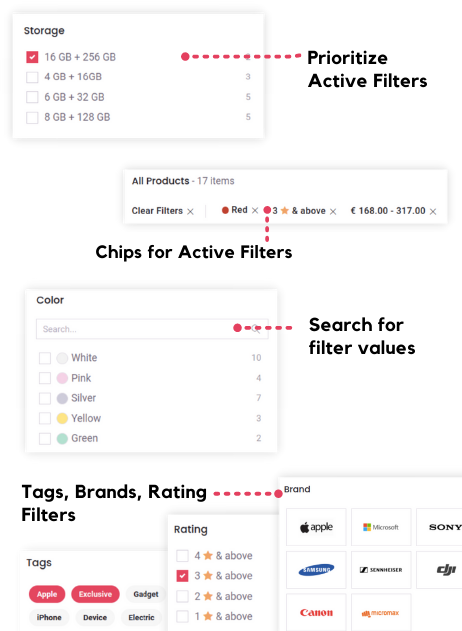 Storage
16 GB + 256 GB
4 GB + 16GB
3
6 GB + 32 GB
5
8 GB + 128 GB
5
Prioritize
Active Filters
All Products - 17 items
Clear Filters ×
Red ×
3 ★ & above ×
€ 168.00 - 317.00 ×
Chips for Active Filters
Color
Search...
White
10
Pink
4
Silver
7
Yellow
3
Green
2
Search for
filter values
Tags, Brands, Rating
Filters
Brand
apple
Microsoft
SONY
SAMSUNG
SENNHEISER
dji
Canon
micromax
Rating
4 ★ & above
3 ★ & above
2 ★ & above
1 ★ & above
Tags
Apple
Exclusive
Gadget
iPhone
Device
Electric